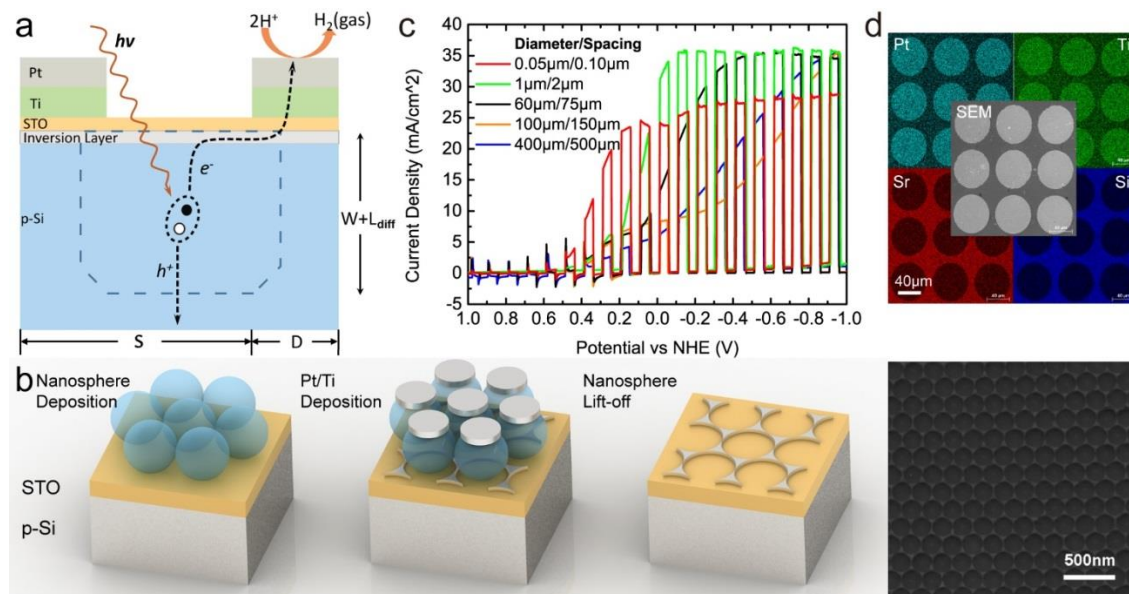 a
hν
2H⁺
H₂(gas)
Pt
Ti
STO
Inversion Layer
e⁻
p-Si
W+L_diff
h⁺
S
D
c
Current Density (mA/cm^2)
40
35
30
25
20
15
10
5
0
-5
Diameter/Spacing
0.05μm/0.10μm
1μm/2μm
60μm/75μm
100μm/150μm
400μm/500μm
1.0 0.8 0.6 0.4 0.2 0.0 -0.2 -0.4 -0.6 -0.8 -1.0
Potential vs NHE (V)
d
Pt
Ti
SEM
Sr
Si
40μm
b
Nanosphere
Deposition
Pt/Ti
Deposition
Nanosphere
Lift-off
STO
p-Si
500nm